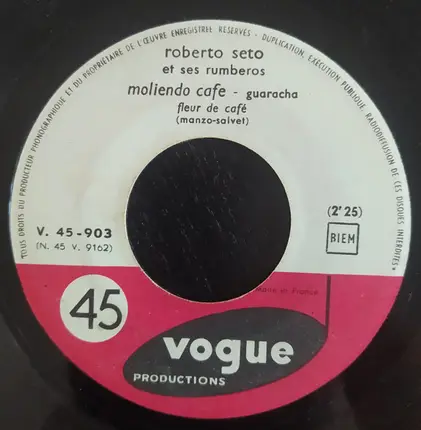 TOUS DROITS DU PRODUCTEUR PHONOGRAPHIQUE ET DU PROPRIÉTAIRE DE L'ŒUVRE ENREGISTRÉE RÉSERVÉS - DUPLICATION, EXÉCUTION PUBLIQUE, RADIODIFFUSION DE CES DISQUES INTERDITES
roberto seto
et ses rumberos
moliendo cafe - guaracha
fleur de café
(manzo-salvet)
V. 45-903
(N. 45 V. 9162)
(2'25)
BIEM
Made in France
45
vogue
PRODUCTIONS